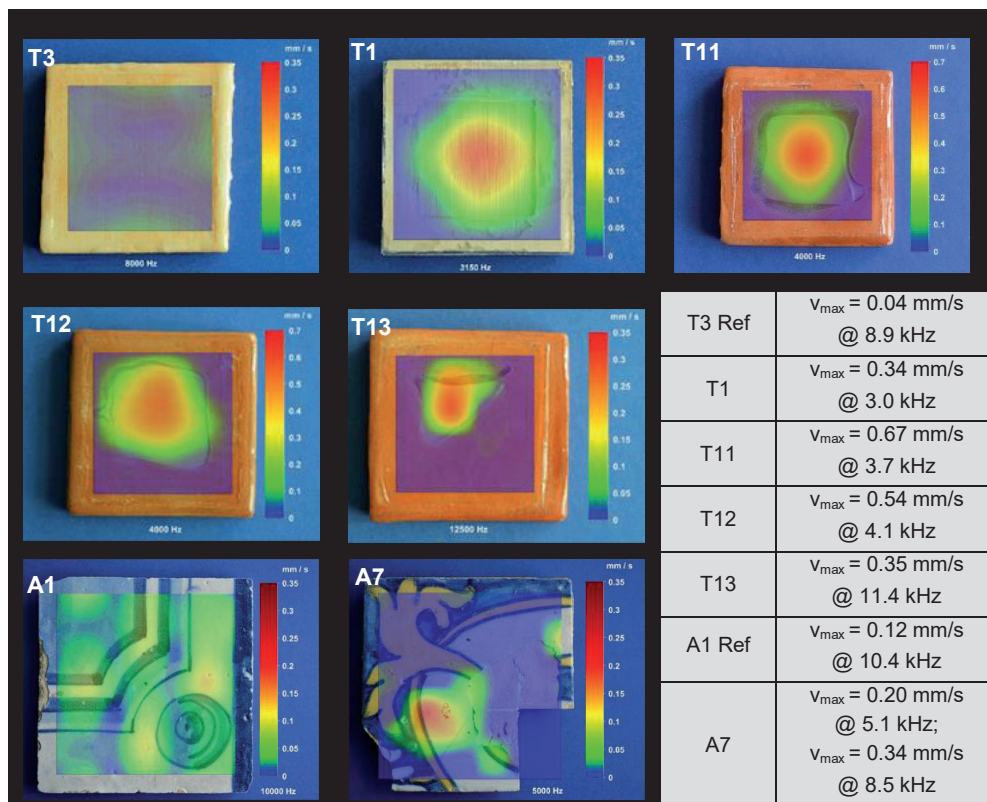 T3
mm / s
0.35
0.3
0.25
0.2
0.15
0.1
0.05
0
8000 Hz
T1
mm / s
0.35
0.3
0.25
0.2
0.15
0.1
0.05
0
3150 Hz
T11
mm / s
0.7
0.6
0.5
0.4
0.3
0.2
0.1
0
4000 Hz
T12
mm / s
0.7
0.6
0.5
0.4
0.3
0.2
0.1
0
4000 Hz
T13
mm / s
0.35
0.3
0.25
0.2
0.15
0.1
0.05
0
12500 Hz
T3 Ref
vmax = 0.04 mm/s
@ 8.9 kHz
T1
vmax = 0.34 mm/s
@ 3.0 kHz
T11
vmax = 0.67 mm/s
@ 3.7 kHz
T12
vmax = 0.54 mm/s
@ 4.1 kHz
T13
vmax = 0.35 mm/s
@ 11.4 kHz
A1 Ref
vmax = 0.12 mm/s
@ 10.4 kHz
A7
vmax = 0.20 mm/s
@ 5.1 kHz;
vmax = 0.34 mm/s
@ 8.5 kHz
A1
mm / s
0.35
0.3
0.25
0.2
0.15
0.1
0.05
0
10000 Hz
A7
mm / s
0.35
0.3
0.25
0.2
0.15
0.1
0.05
0
5000 Hz